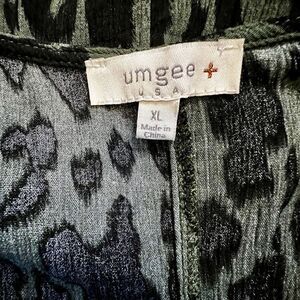 umgee +
USA
XL
Made in
China